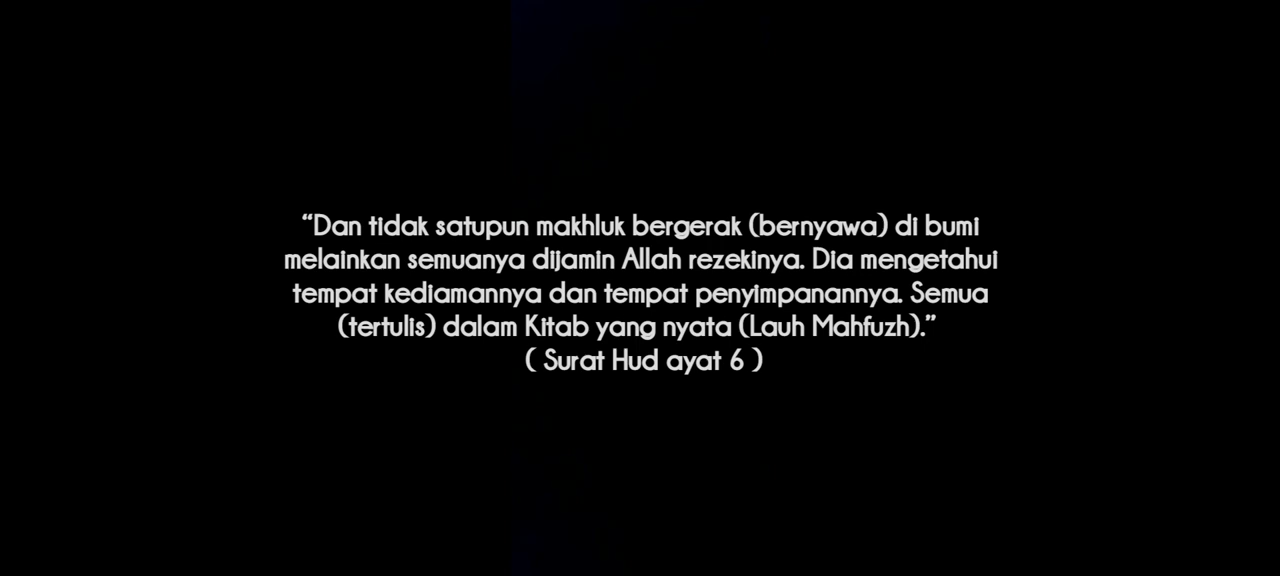 “Dan tidak satupun makhluk bergerak (bernyawa) di bumi
melainkan semuanya dijamin Allah rezekinya. Dia mengetahui
tempat kediamannya dan tempat penyimpanannya. Semua
(tertulis) dalam Kitab yang nyata (Lauh Mahfuzh).”
( Surat Hud ayat 6 )